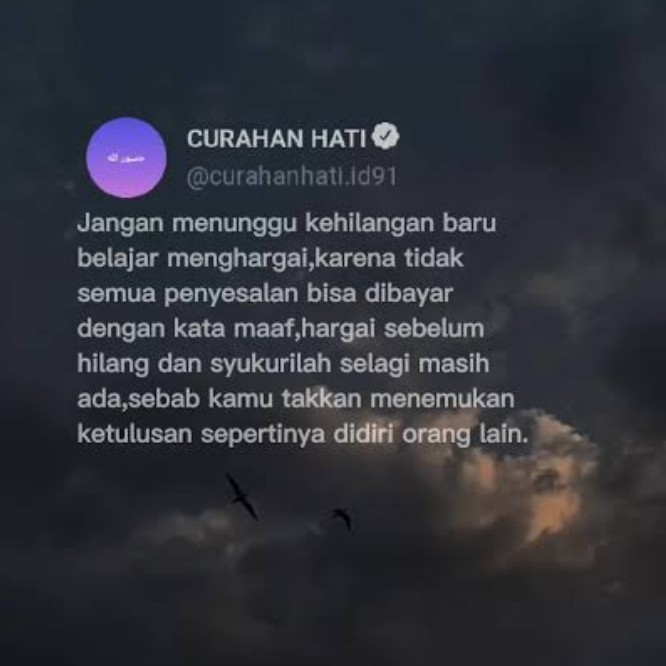 CURAHAN HATI
@curahanhati.id91
Jangan menunggu kehilangan baru
belajar menghargai,karena tidak
semua penyesalan bisa dibayar
dengan kata maaf,hargai sebelum
hilang dan syukurilah selagi masih
ada,sebab kamu takkan menemukan
ketulusan sepertinya didiri orang lain.